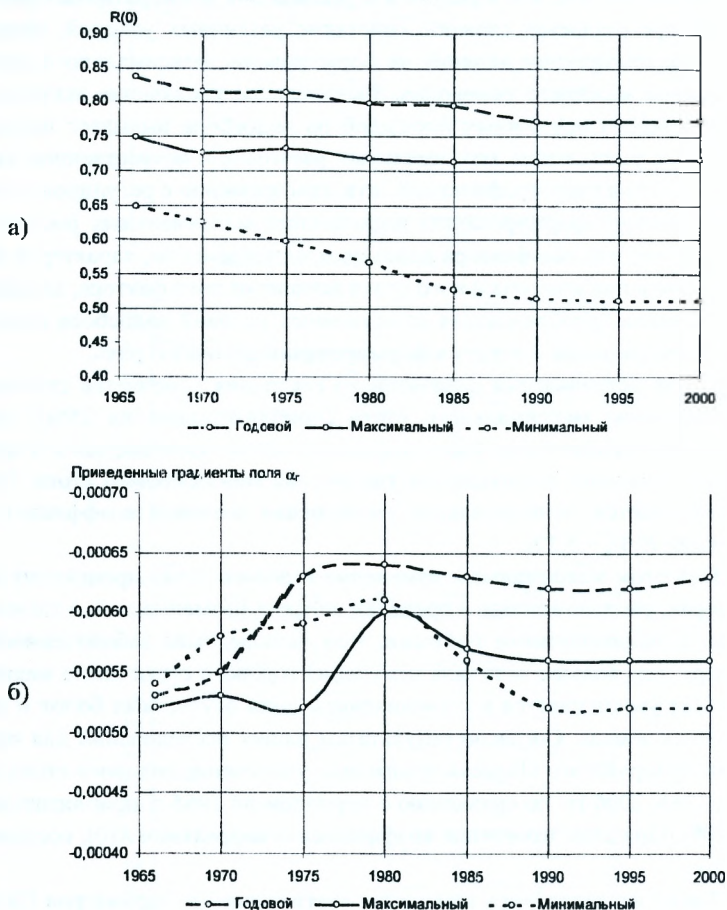 R(0)
0,90
0,85
0,80
0,75
0,70
0,65
0,60
0,55
0,50
0,45
0,40
а)
1965 1970 1975 1980 1985 1990 1995 2000
Годовой Максимальный Минимальный
Приведенные градиенты поля αг
-0,00070
-0,00065
-0,00060
-0,00055
-0,00050
-0,00045
-0,00040
б)
1965 1970 1975 1980 1985 1990 1995 2000
Годовой Максимальный Минимальный